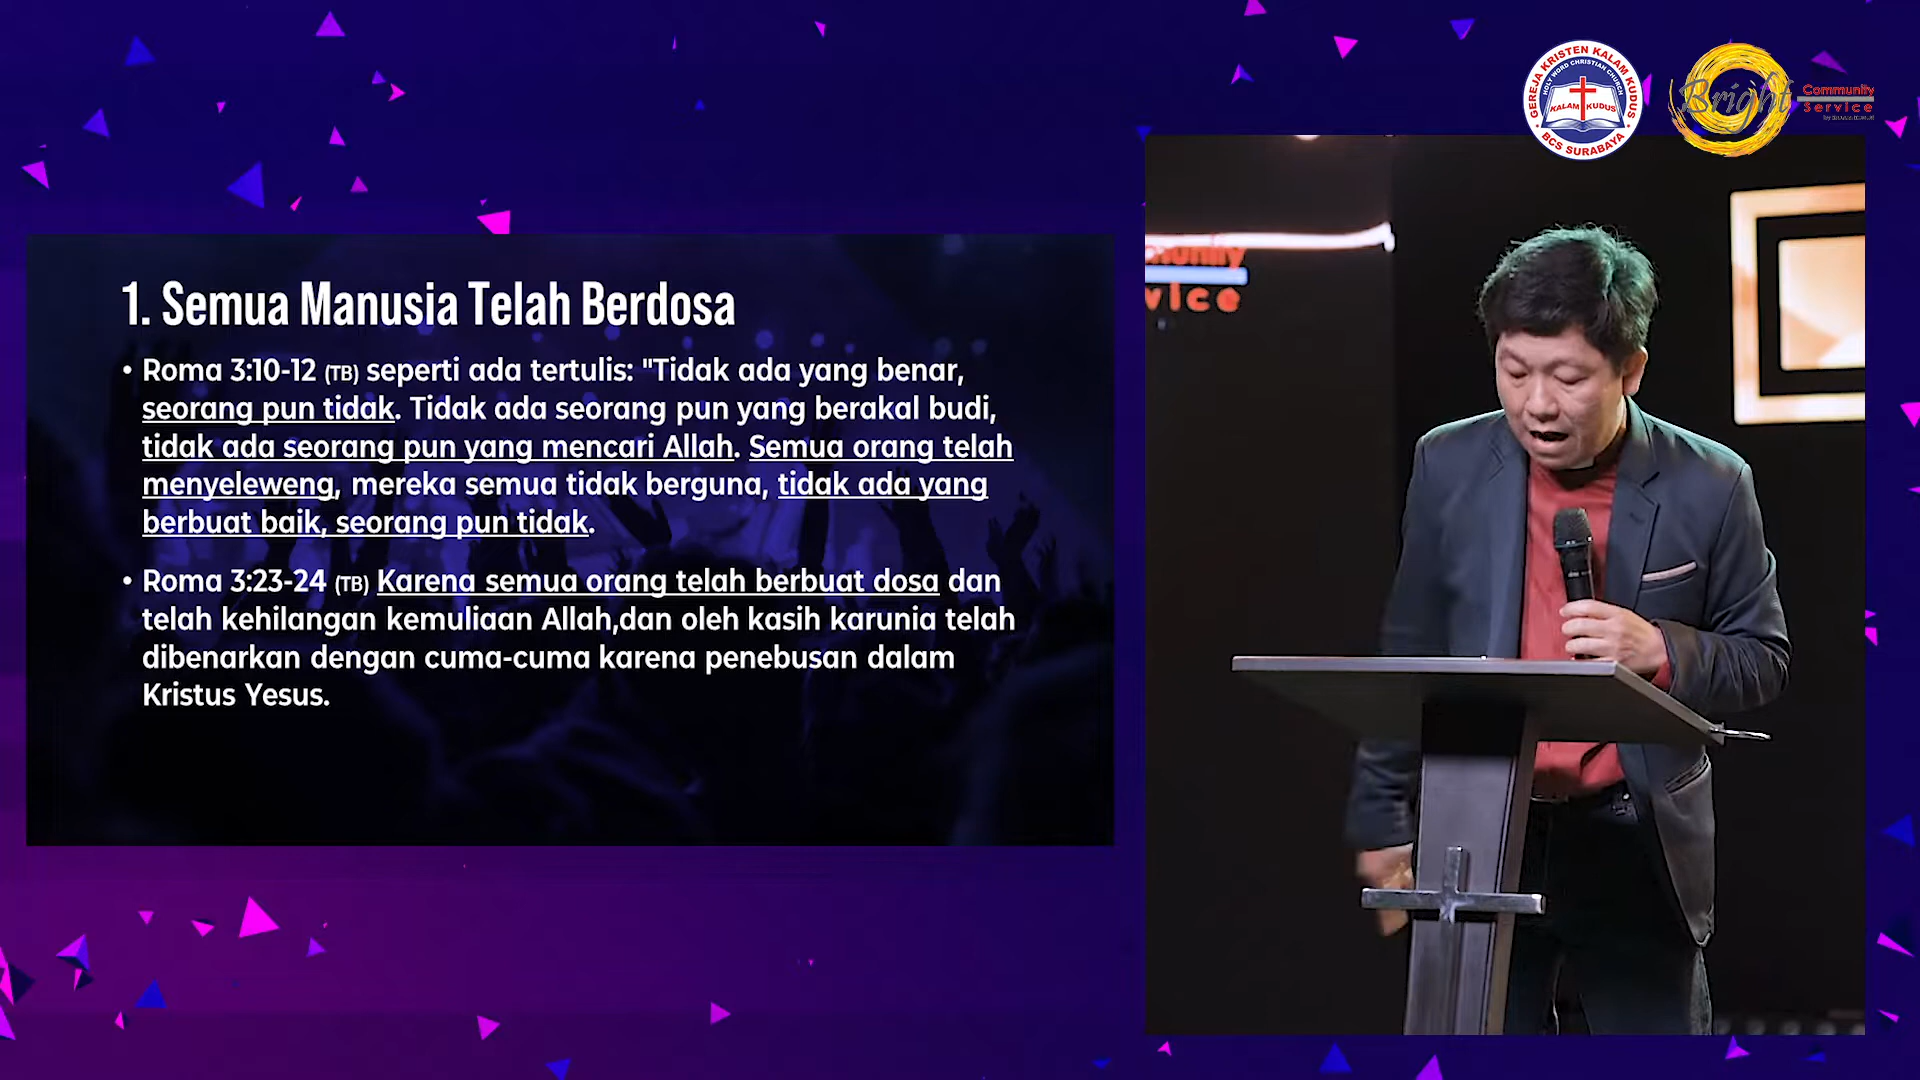 GEREJA KRISTEN KALAM KUDUS
HOLY WORD CHRISTIAN CHURCH
KALAM KUDUS
BCS SURABAYA
Bright
Community
Service
1. Semua Manusia Telah Berdosa
• Roma 3:10-12 (TB) seperti ada tertulis: "Tidak ada yang benar,
seorang pun tidak. Tidak ada seorang pun yang berakal budi,
tidak ada seorang pun yang mencari Allah. Semua orang telah
menyeleweng, mereka semua tidak berguna, tidak ada yang
berbuat baik, seorang pun tidak.
• Roma 3:23-24 (TB) Karena semua orang telah berbuat dosa dan
telah kehilangan kemuliaan Allah,dan oleh kasih karunia telah
dibenarkan dengan cuma-cuma karena penebusan dalam
Kristus Yesus.